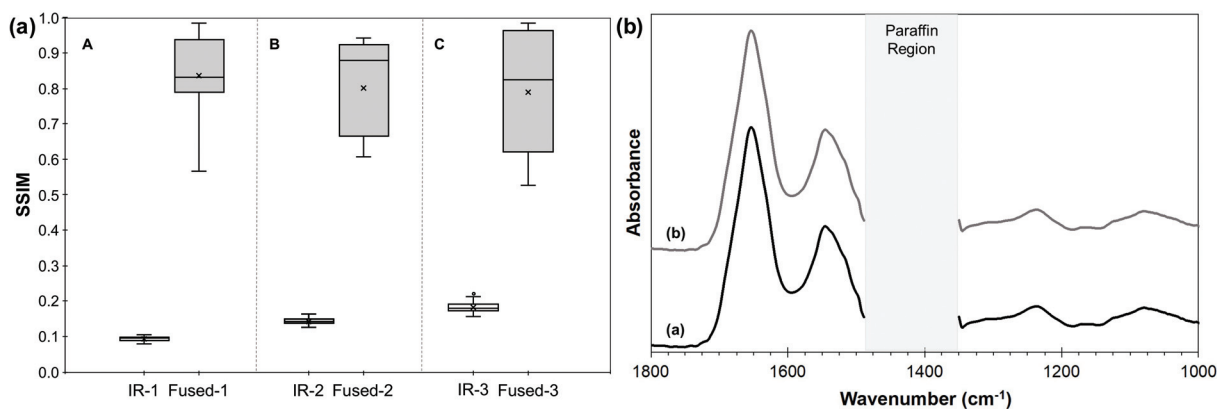 (a)
SSIM
1.0
0.9
0.8
0.7
0.6
0.5
0.4
0.3
0.2
0.1
0.0
A
B
C
IR-1 Fused-1 IR-2 Fused-2 IR-3 Fused-3
(b)
Absorbance
Paraffin
Region
(b)
(a)
1800 1600 1400 1200 1000
Wavenumber (cm⁻¹)